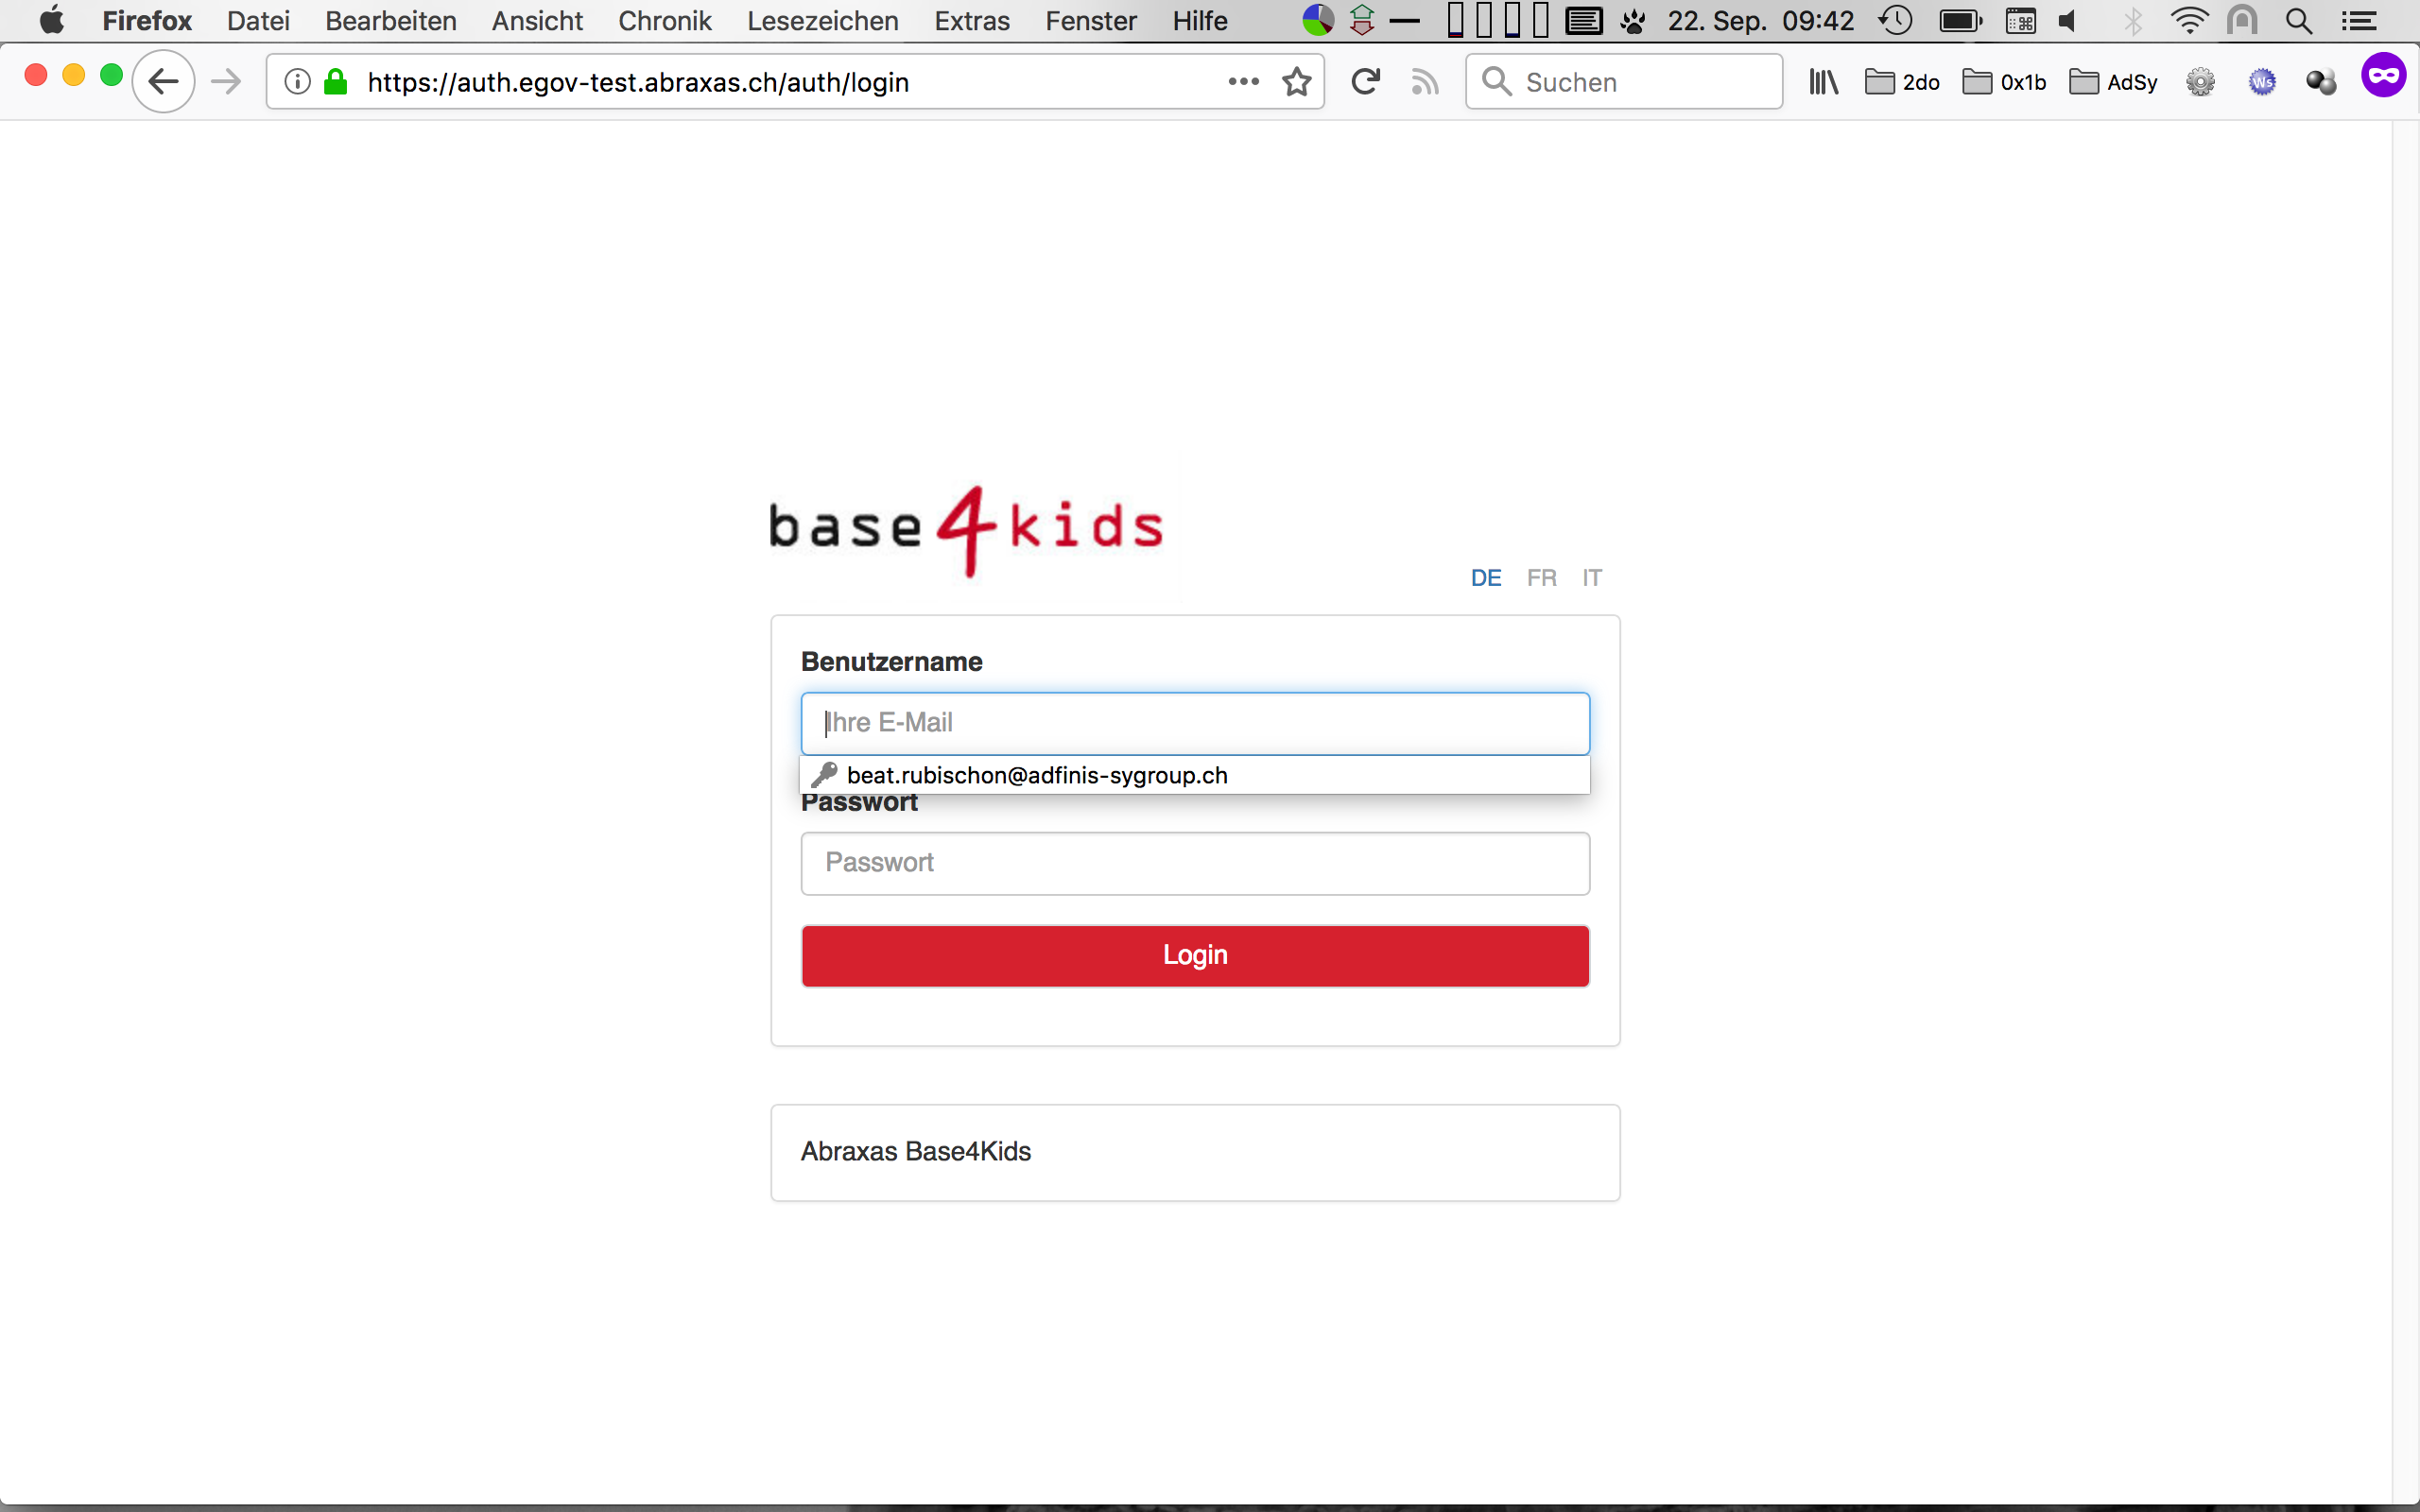 Firefox Datei Bearbeiten Ansicht Chronik Lesezeichen Extras Fenster Hilfe 22. Sep. 09:42
https://auth.egov-test.abraxas.ch/auth/login Suchen 2do 0x1b AdSy
base4kids
DE FR IT
Benutzername
Ihre E-Mail
beat.rubischon@adfinis-sygroup.ch
Passwort
Passwort
Login
Abraxas Base4Kids